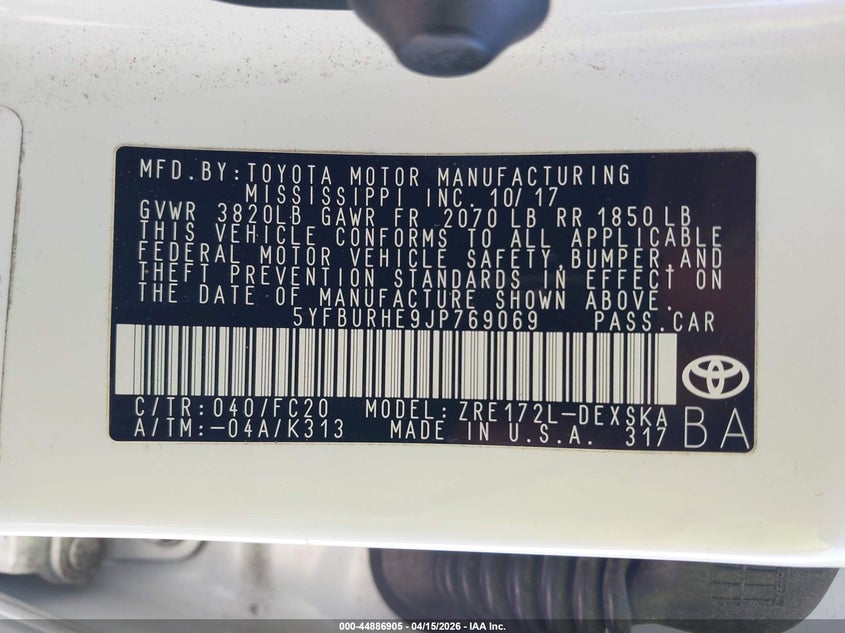 MFD.BY:TOYOTA MOTOR MANUFACTURING
MISSISSIPPI INC. 10/17
GVWR 3820LB GAWR FR 2070 LB RR 1850 LB
THIS VEHICLE CONFORMS TO ALL APPLICABLE
FEDERAL MOTOR VEHICLE SAFETY,BUMPER,AND
THEFT PREVENTION STANDARDS IN EFFECT ON
THE DATE OF MANUFACTURE SHOWN ABOVE.
5YFBURHE9JP769069 PASS.CAR
C/TR: 040/FC20 MODEL: ZRE172L-DEXSKA
A/TM:-04A/K313 MADE IN U.S.A. 317 BA
000-44886905 - 04/15/2026 - IAA Inc.